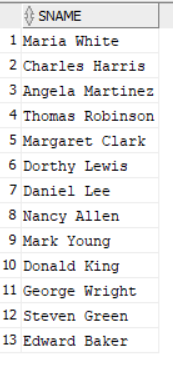 SNAME
1 Maria White
2 Charles Harris
3 Angela Martinez
4 Thomas Robinson
5 Margaret Clark
6 Dorthy Lewis
7 Daniel Lee
8 Nancy Allen
9 Mark Young
10 Donald King
11 George Wright
12 Steven Green
13 Edward Baker